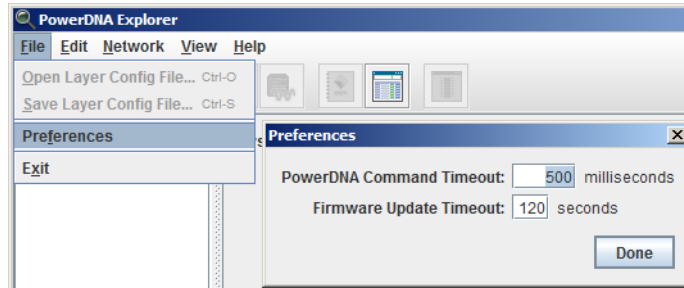 PowerDNA Explorer
File Edit Network View Help
Open Layer Config File... Ctrl-O
Save Layer Config File... Ctrl-S
Preferences
Exit
Preferences
PowerDNA Command Timeout: 500 milliseconds
Firmware Update Timeout: 120 seconds
Done